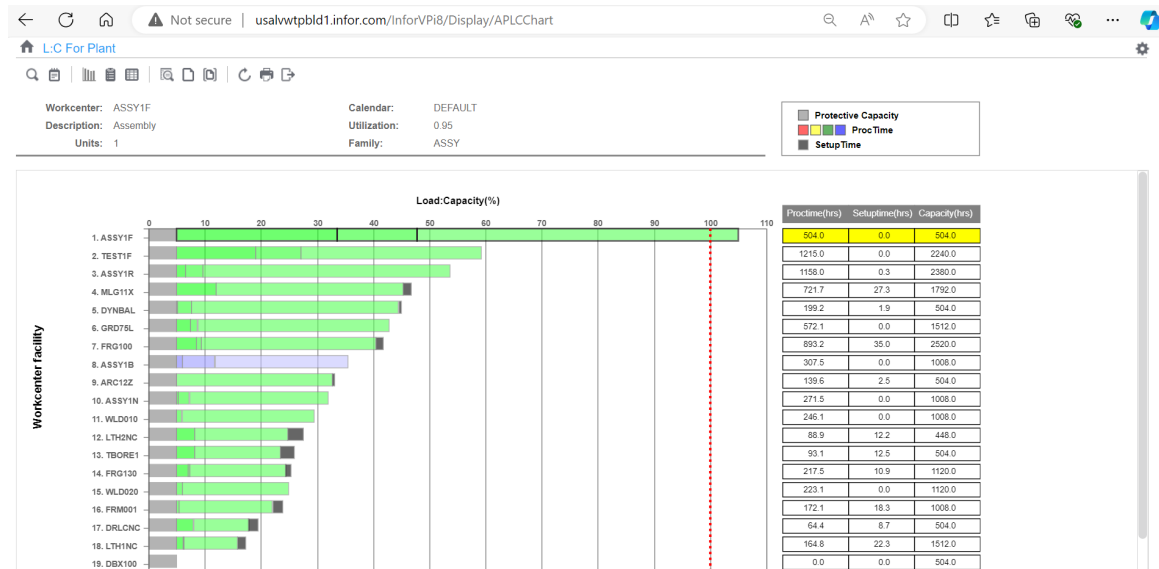 Not secure | usalvwtpbld1.infor.com/InforVPi8/Display/APLCChart
L:C For Plant
Workcenter: ASSY1F Calendar: DEFAULT
Description: Assembly Utilization: 0.95
Units: 1 Family: ASSY
Protective Capacity
ProcTime
SetupTime
Load:Capacity(%)
0 10 20 30 40 50 60 70 80 90 100 110
Proctime(hrs) Setuptime(hrs) Capacity(hrs)
Workcenter facility
1. ASSY1F 504.0 0.0 504.0
2. TEST1F 1215.0 0.0 2240.0
3. ASSY1R 1158.0 0.3 2380.0
4. MLG11X 721.7 27.3 1792.0
5. DYNBAL 199.2 1.9 504.0
6. GRD75L 572.1 0.0 1512.0
7. FRG100 893.2 35.0 2520.0
8. ASSY1B 307.5 0.0 1008.0
9. ARC12Z 139.6 2.5 504.0
10. ASSY1N 271.5 0.0 1008.0
11. WLD010 246.1 0.0 1008.0
12. LTH2NC 88.9 12.2 448.0
13. TBORE1 93.1 12.5 504.0
14. FRG130 217.5 10.9 1120.0
15. WLD020 223.1 0.0 1120.0
16. FRM001 172.1 18.3 1008.0
17. DRLCNC 64.4 8.7 504.0
18. LTH1NC 164.8 22.3 1512.0
19. DBX100 0.0 0.0 504.0